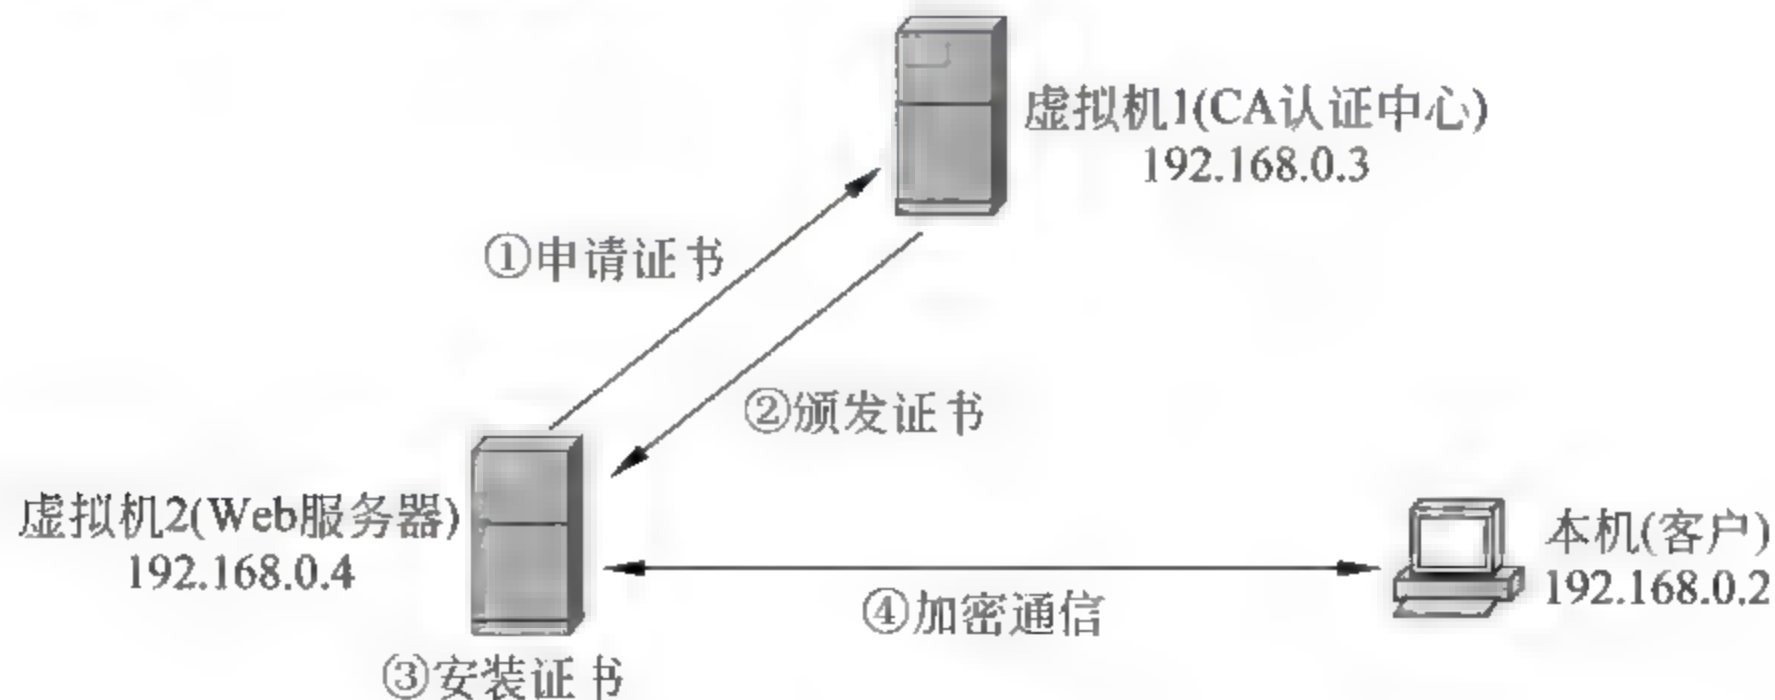 虚拟机1(CA认证中心)
192.168.0.3
①申请证书
②颁发证书
虚拟机2(Web服务器)
192.168.0.4
本机(客户)
192.168.0.2
④加密通信
③安装证书